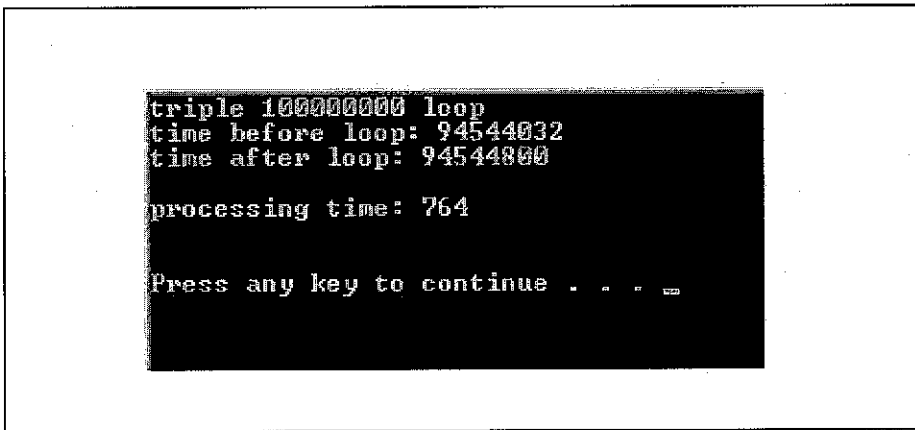 triple 100000000 loop
time before loop: 94544032
time after loop: 94544800
processing time: 764
Press any key to continue . . . _